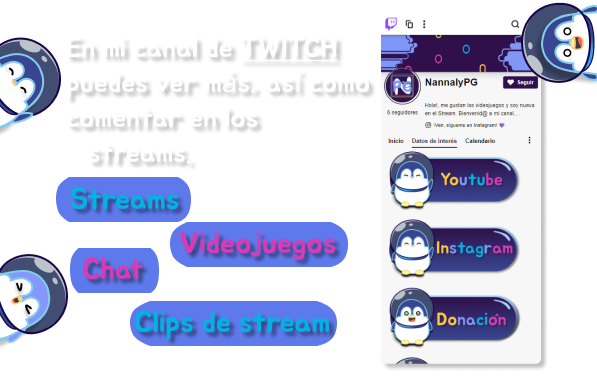 En mi canal de TWITCH
puedes ver más, así como
comentar en los
streams.
Streams
Videojuegos
Chat
Clips de stream
NannalyPG
Seguir
6 seguidores
Hola!, me gustan los videojuegos y soy nueva
en el Stream. Bienvenid@ a mi canal, ...
¡Ven, sígueme en Instagram!
Inicio Datos de interés Calendario
Youtube
Instagram
Donación